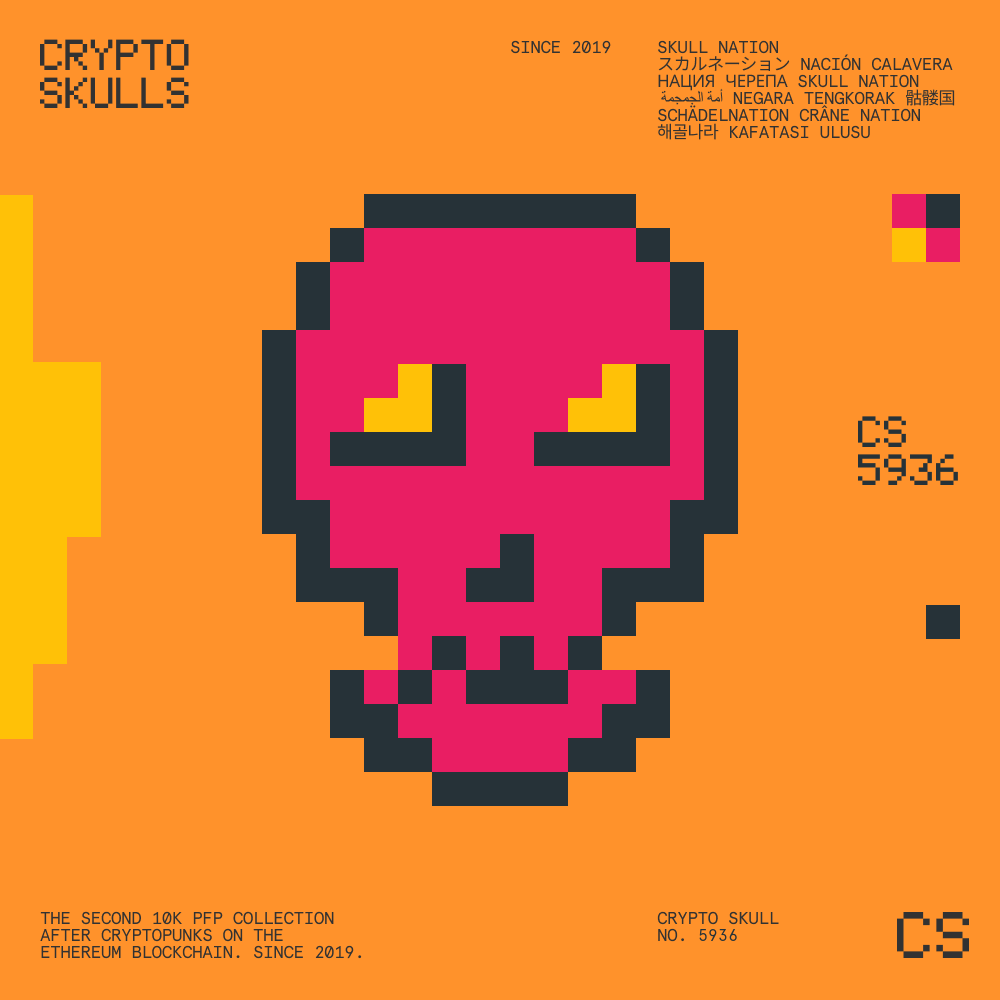 CRYPTO
SKULLS
SINCE 2019
SKULL NATION
スカルネーション NACIÓN CALAVERA
НАЦИЯ ЧЕРЕПА SKULL NATION
أمة الجمجمة NEGARA TENGKORAK 骷髅国
SCHÄDELNATION CRÂNE NATION
해골나라 KAFATASI ULUSU
CS
5936
THE SECOND 10K PFP COLLECTION
AFTER CRYPTOPUNKS ON THE
ETHEREUM BLOCKCHAIN. SINCE 2019.
CRYPTO SKULL
NO. 5936
CS